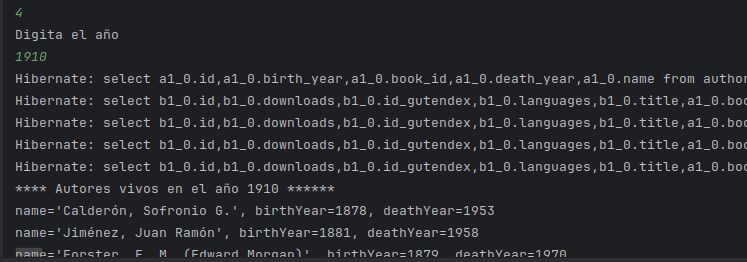 4
Digita el año
1910
Hibernate: select a1_0.id,a1_0.birth_year,a1_0.book_id,a1_0.death_year,a1_0.name from author
Hibernate: select b1_0.id,b1_0.downloads,b1_0.id_gutendex,b1_0.languages,b1_0.title,a1_0.boo
Hibernate: select b1_0.id,b1_0.downloads,b1_0.id_gutendex,b1_0.languages,b1_0.title,a1_0.boo
Hibernate: select b1_0.id,b1_0.downloads,b1_0.id_gutendex,b1_0.languages,b1_0.title,a1_0.boo
Hibernate: select b1_0.id,b1_0.downloads,b1_0.id_gutendex,b1_0.languages,b1_0.title,a1_0.boo
**** Autores vivos en el año 1910 ******
name='Calderón, Sofronio G.', birthYear=1878, deathYear=1953
name='Jiménez, Juan Ramón', birthYear=1881, deathYear=1958
name='Forster, E. M. (Edward Morgan)', birthYear=1879, deathYear=1970